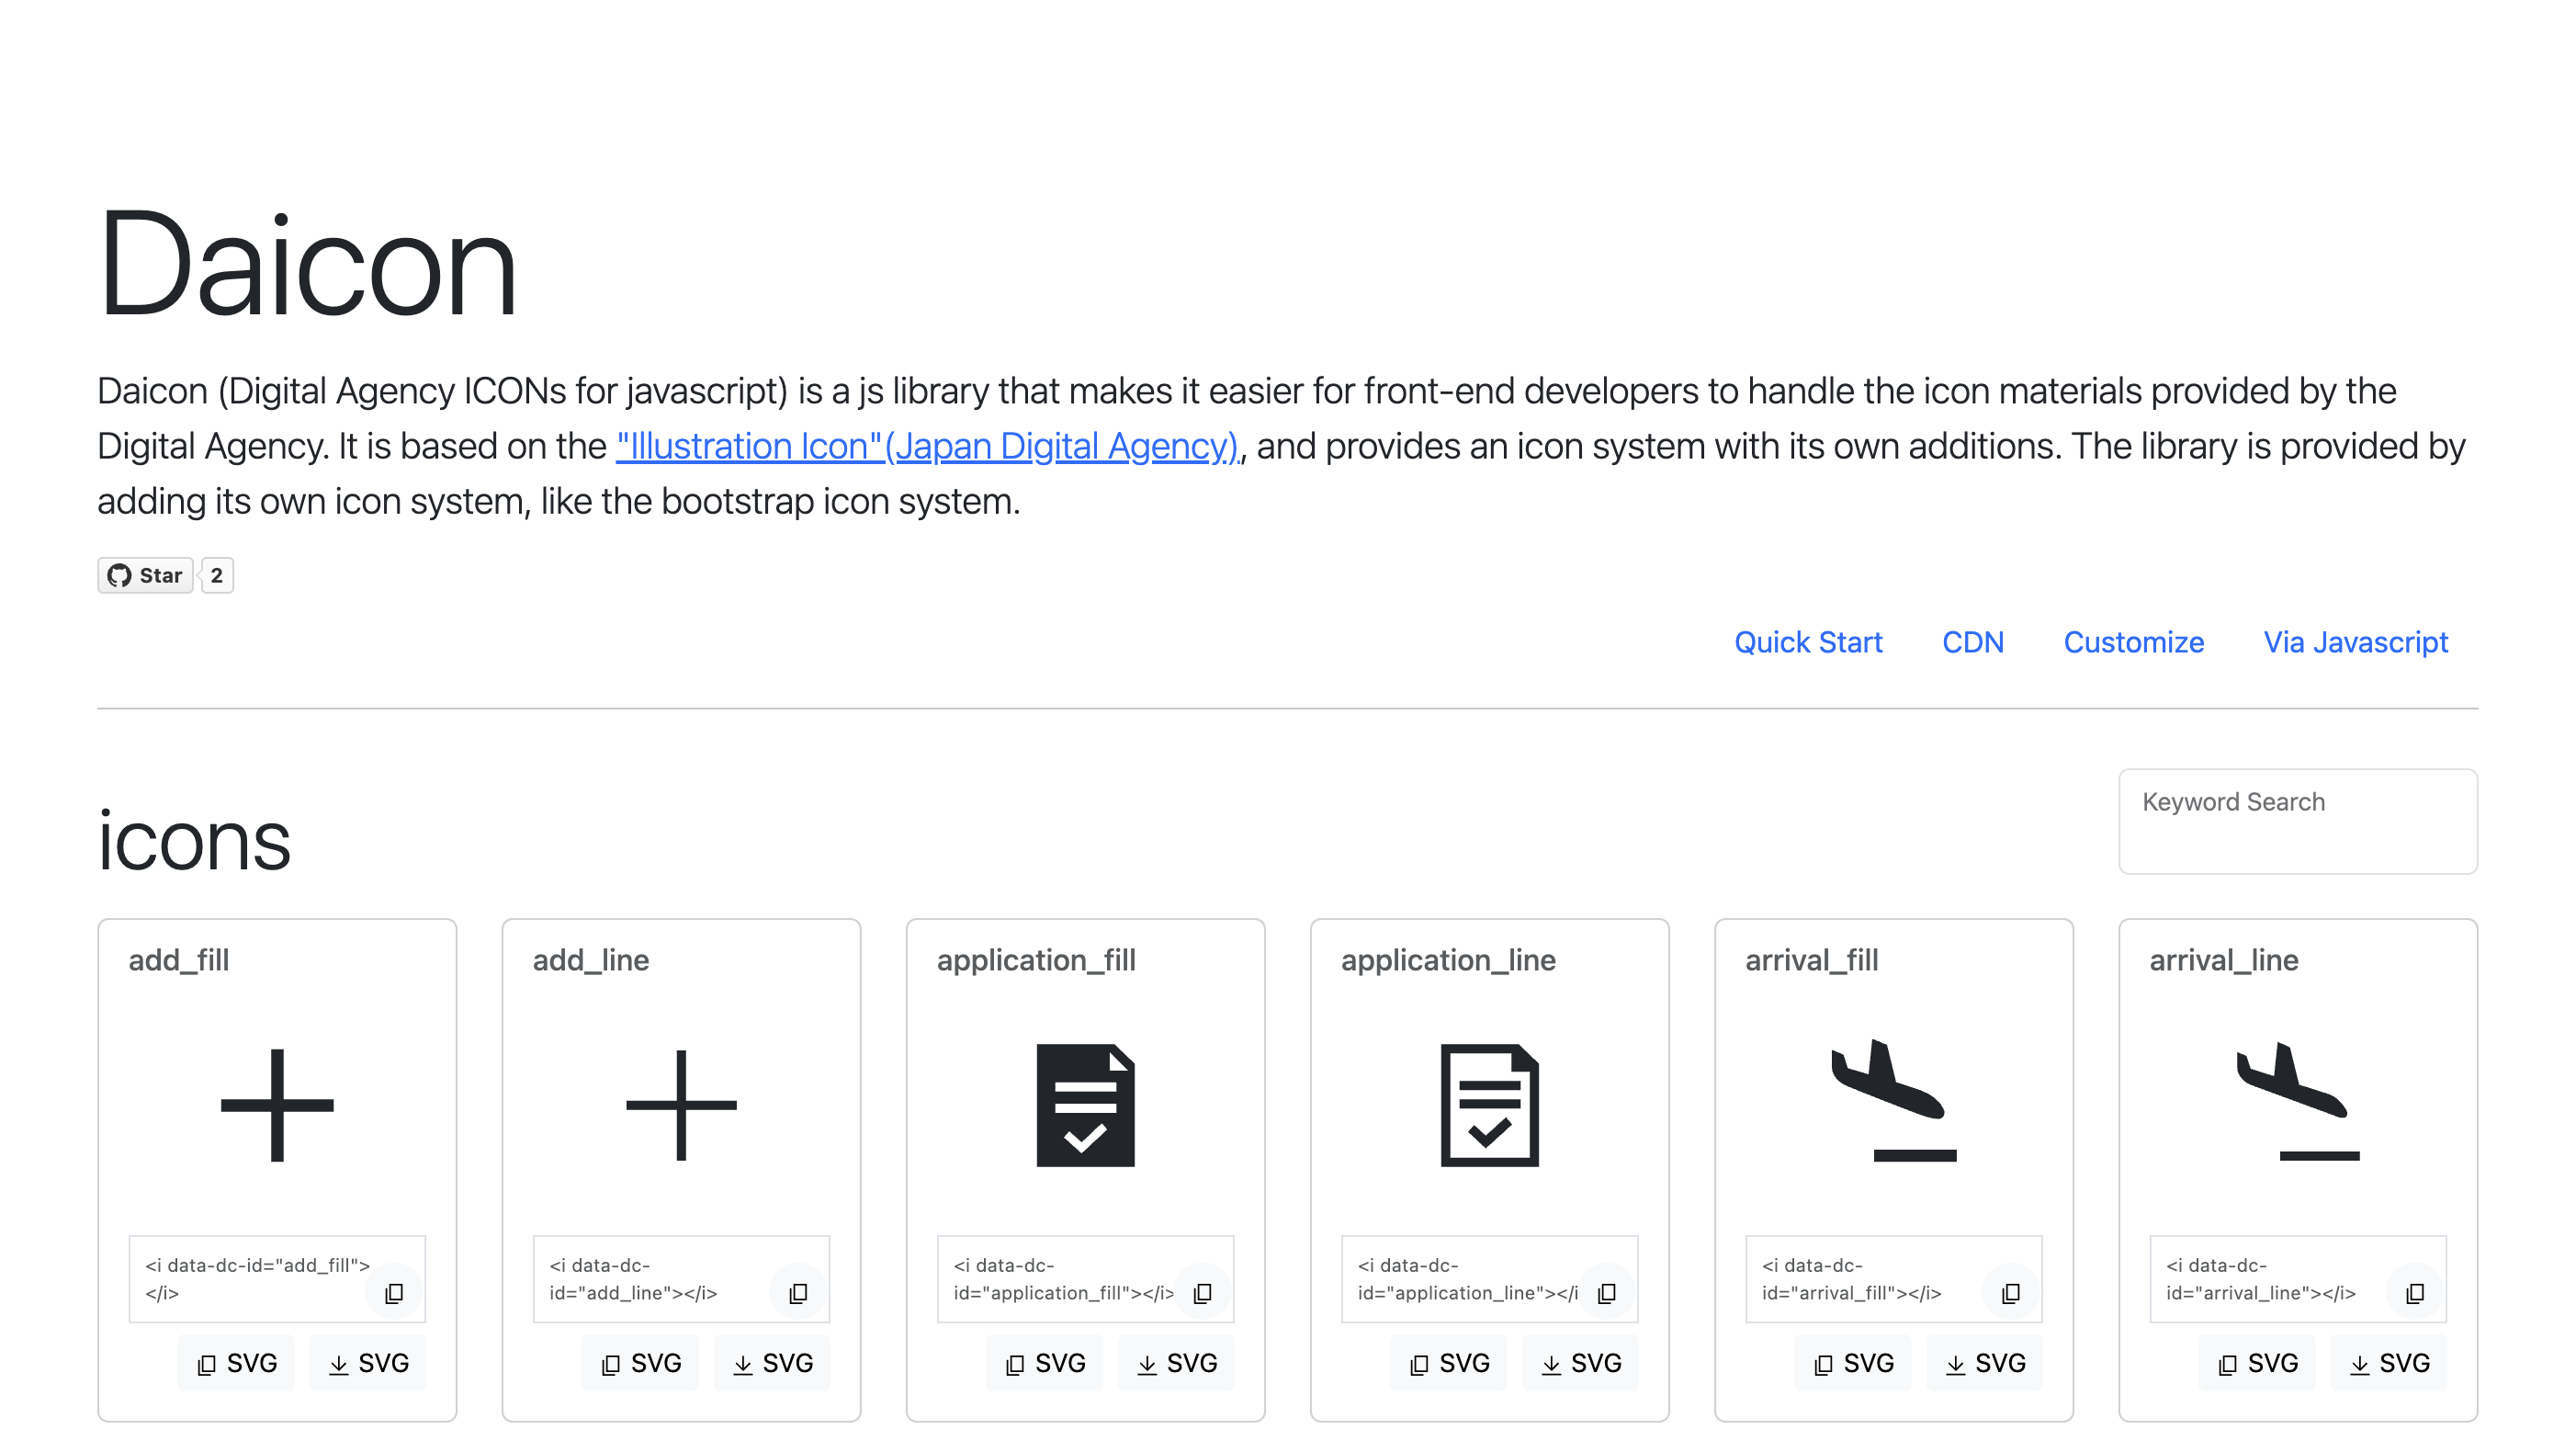 Daicon
Daicon (Digital Agency ICONs for javascript) is a js library that makes it easier for front-end developers to handle the icon materials provided by the
Digital Agency. It is based on the "Illustration Icon"(Japan Digital Agency), and provides an icon system with its own additions. The library is provided by
adding its own icon system, like the bootstrap icon system.
Star 2
Quick Start CDN Customize Via Javascript
icons
Keyword Search
add_fill
<i data-dc-id="add_fill">
</i>
SVG SVG
add_line
<i data-dc-
id="add_line"></i>
SVG SVG
application_fill
<i data-dc-
id="application_fill"></i>
SVG SVG
application_line
<i data-dc-
id="application_line"></i
SVG SVG
arrival_fill
<i data-dc-
id="arrival_fill"></i>
SVG SVG
arrival_line
<i data-dc-
id="arrival_line"></i>
SVG SVG